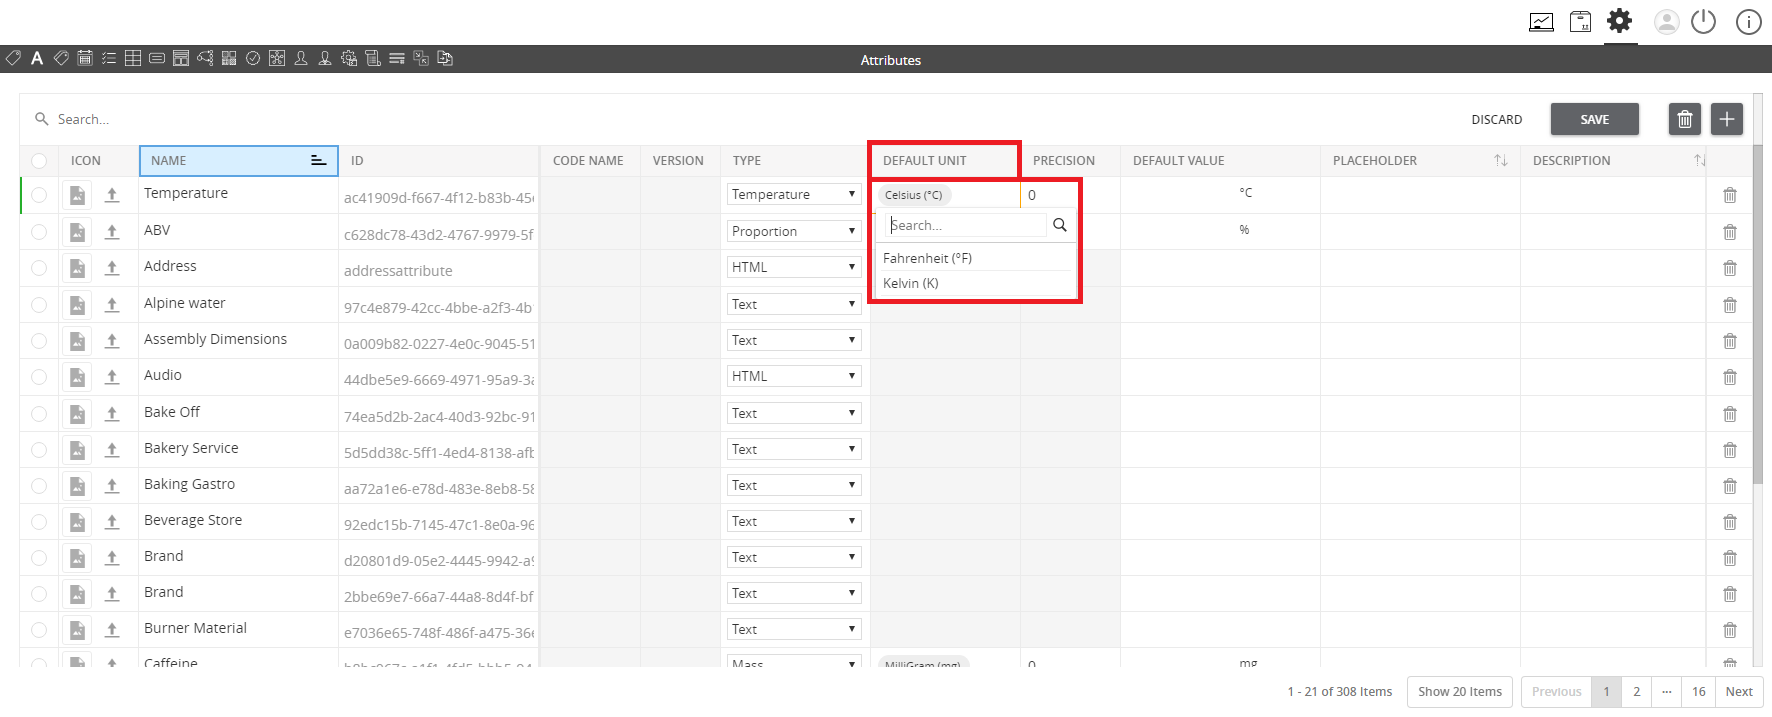 Attributes
Search...
DISCARD
SAVE
ICON NAME ID CODE NAME VERSION TYPE DEFAULT UNIT PRECISION DEFAULT VALUE PLACEHOLDER DESCRIPTION
Temperature ac41909d-f667-4f12-b83b-45 Temperature Celsius (°C) 0 °C
Search...
Fahrenheit (°F)
Kelvin (K)
ABV c628dc78-43d2-4767-9979-5f Proportion %
Address addressattribute HTML
Alpine water 97c4e879-42cc-4bbe-a2f3-4b Text
Assembly Dimensions 0a009b82-0227-4e0c-9045-51 Text
Audio 44dbe5e9-6669-4971-95a9-3 HTML
Bake Off 74ea5d2b-2ac4-40d3-92bc-91 Text
Bakery Service 5d5dd38c-5ff1-4ed4-8138-afb Text
Baking Gastro aa72a1e6-e78d-483e-8eb8-58 Text
Beverage Store 92edc15b-7145-47c1-8e0a-96 Text
Brand d20801d9-05e2-4445-9942-a9 Text
Brand 2bbe69e7-66a7-44a8-8d4f-bf Text
Burner Material e7036e65-748f-486f-a475-36 Text
Caffeine Mass MilliGram (mg) 0 mg
1 - 21 of 308 Items
Show 20 Items
Previous 1 2 ... 16 Next